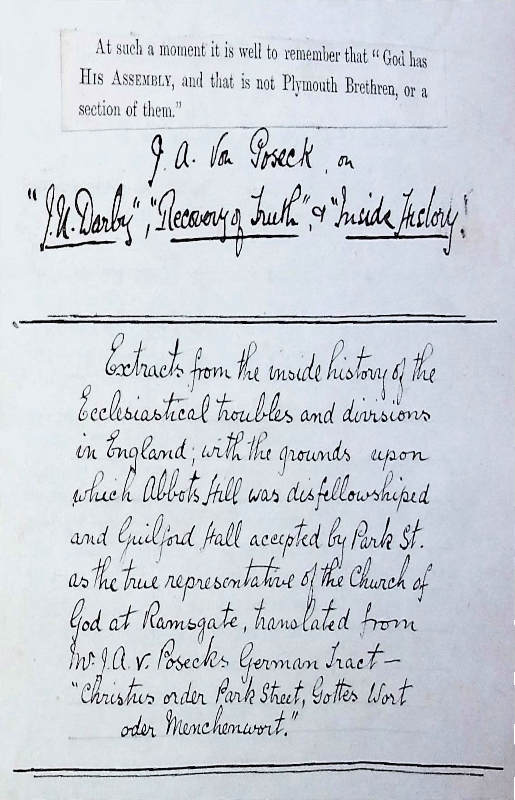 At such a moment it is well to remember that “God has
His Assembly, and that is not Plymouth Brethren, or a
section of them.”
J. A. Von Poseck, on
"J.N. Darby", "Recovery of Truth", & "Inside History".
Extracts from the inside history of the
Ecclesiastical troubles and divisions
in England; with the grounds upon
which Abbots Hill was disfellowshiped
and Guilford Hall accepted by Park St.
as the true representative of the Church of
God at Ramsgate, translated from
Mr. J. A. v. Posecks German Tract —
"Christus order Park Street, Gottes Wort
oder Menchenwort."